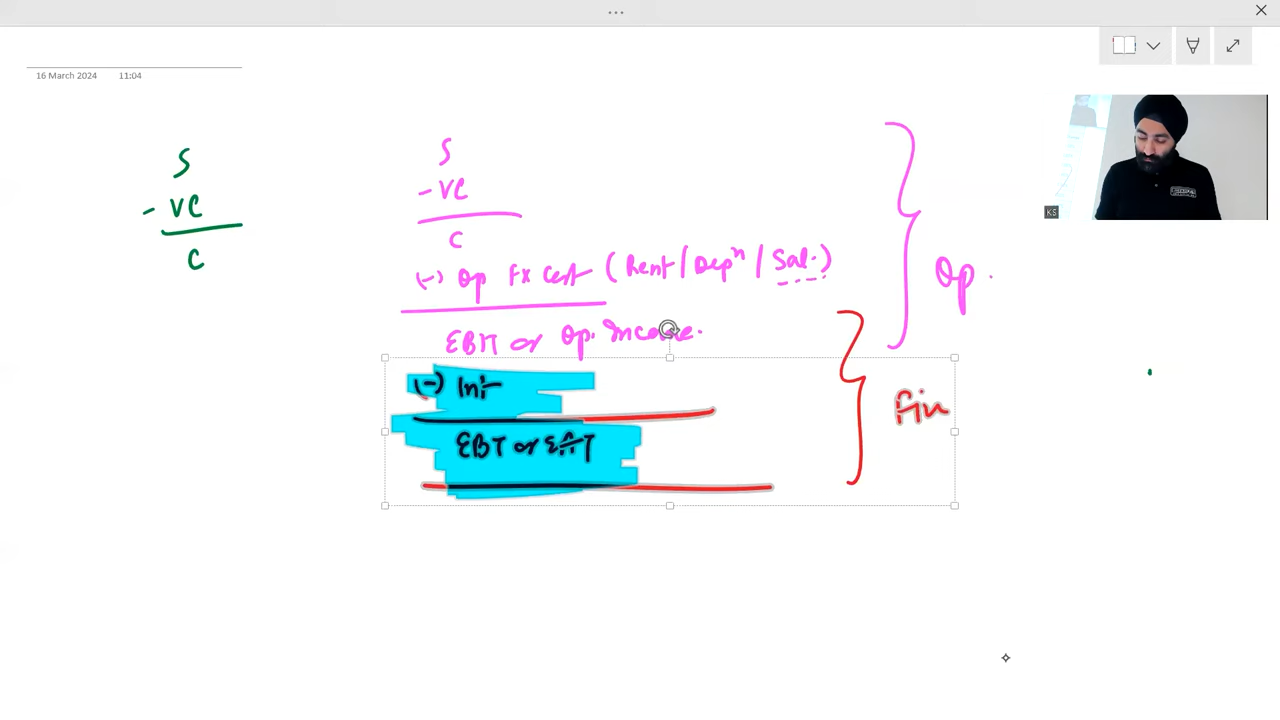 16 March 2024 11:04
S
- VC
C
S
- VC
C
(-) Op Fx Cost (Rent/Depⁿ/Sal.)
EBIT or Op. Income.
(-) Int
EBT or EAT
Op.
Fin
KS